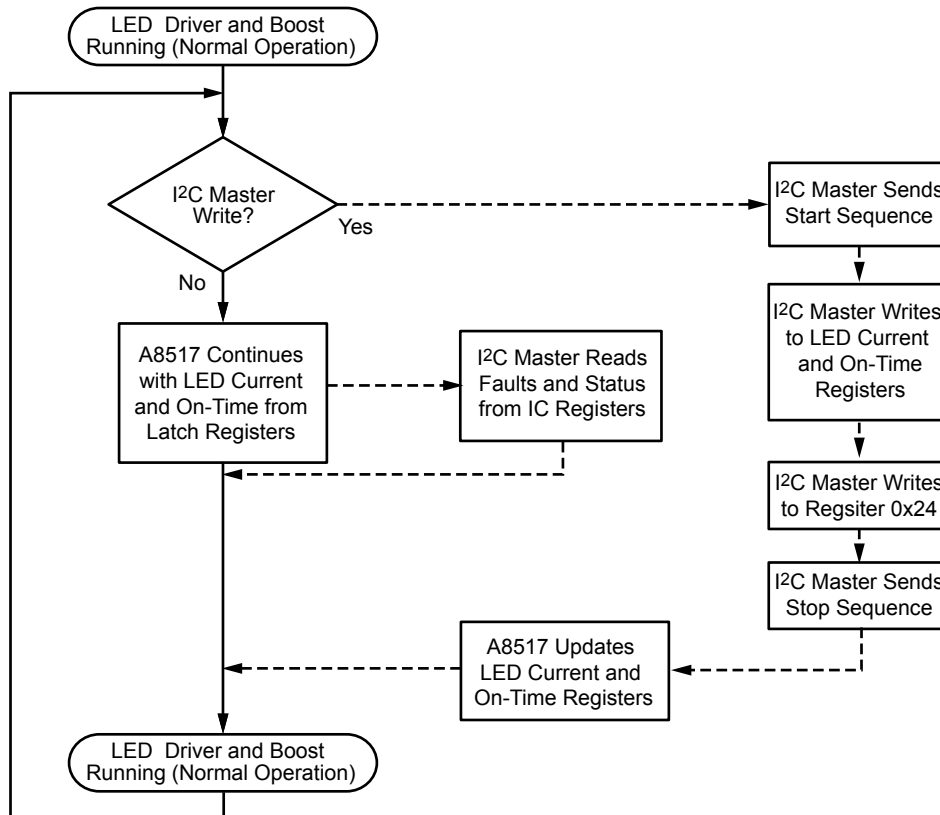 LED Driver and Boost
Running (Normal Operation)
I2C Master
Write?
Yes
No
I2C Master Sends
Start Sequence
I2C Master Writes
to LED Current
and On-Time
Registers
A8517 Continues
with LED Current
and On-Time from
Latch Registers
I2C Master Reads
Faults and Status
from IC Registers
I2C Master Writes
to Regsiter 0x24
I2C Master Sends
Stop Sequence
A8517 Updates
LED Current and
On-Time Registers
LED Driver and Boost
Running (Normal Operation)